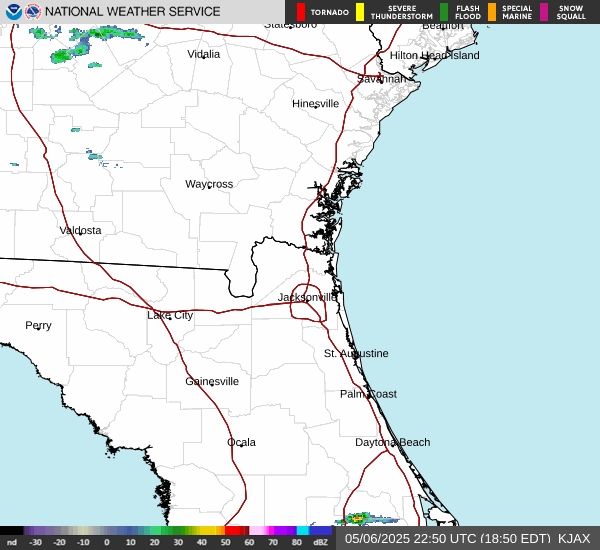 NATIONAL WEATHER SERVICE
TORNADO
SEVERE THUNDERSTORM
FLASH FLOOD
SPECIAL MARINE
SNOW SQUALL
Statesboro
Beaufort
Vidalia
Hilton Head Island
Savannah
Hinesville
Waycross
Valdosta
Jacksonville
Lake City
Perry
St. Augustine
Gainesville
Palm Coast
Ocala
Daytona Beach
nd -30 -20 -10 0 10 20 30 40 50 60 70 80 dBZ
05/06/2025 22:50 UTC (18:50 EDT) KJAX